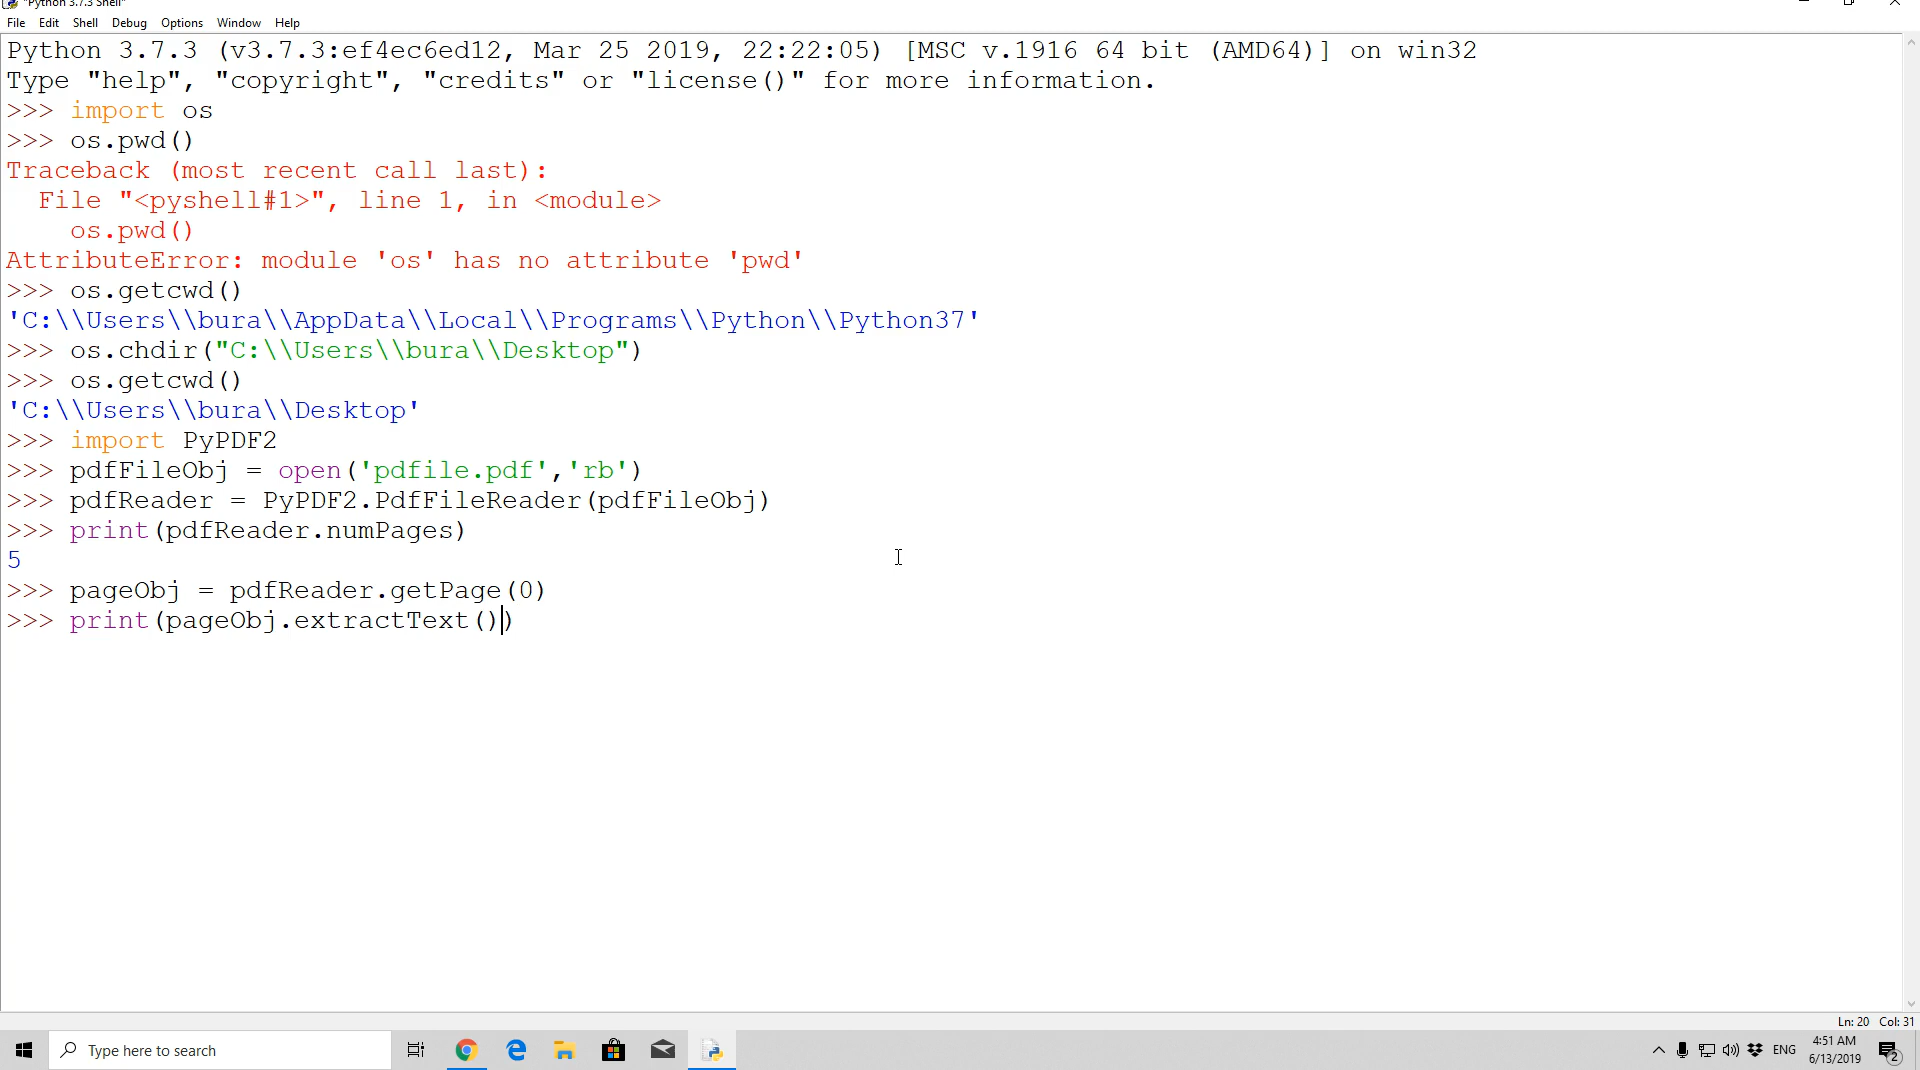 "Python 3.7.3 Shell"
File Edit Shell Debug Options Window Help
Python 3.7.3 (v3.7.3:ef4ec6ed12, Mar 25 2019, 22:22:05) [MSC v.1916 64 bit (AMD64)] on win32
Type "help", "copyright", "credits" or "license()" for more information.
>>> import os
>>> os.pwd()
Traceback (most recent call last):
  File "<pyshell#1>", line 1, in <module>
    os.pwd()
AttributeError: module 'os' has no attribute 'pwd'
>>> os.getcwd()
'C:\\Users\\bura\\AppData\\Local\\Programs\\Python\\Python37'
>>> os.chdir("C:\\Users\\bura\\Desktop")
>>> os.getcwd()
'C:\\Users\\bura\\Desktop'
>>> import PyPDF2
>>> pdfFileObj = open('pdfile.pdf','rb')
>>> pdfReader = PyPDF2.PdfFileReader(pdfFileObj)
>>> print(pdfReader.numPages)
5
>>> pageObj = pdfReader.getPage(0)
>>> print(pageObj.extractText())
Ln: 20 Col: 31
Type here to search
ENG
4:51 AM
6/13/2019
2